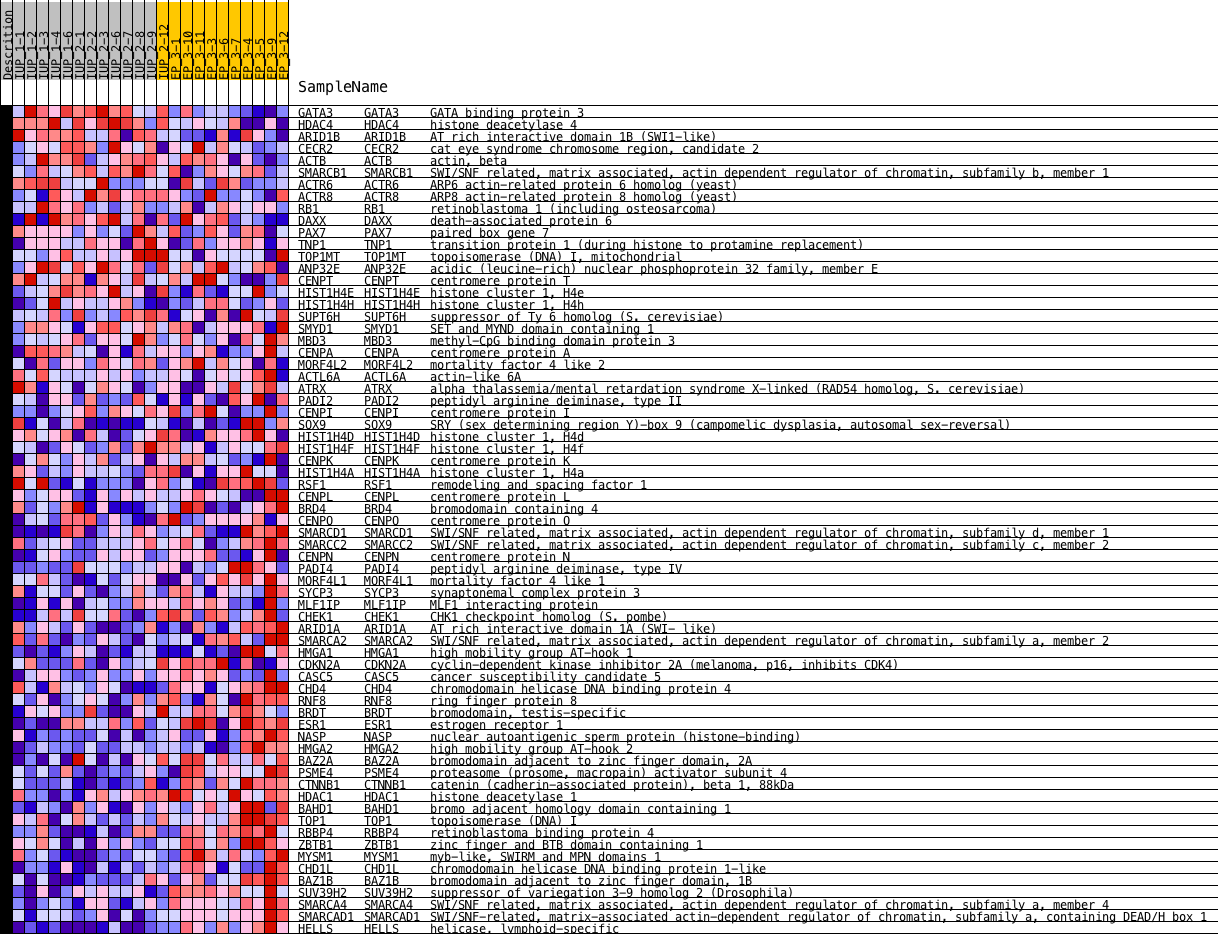 Descrition
IUP_1-1
IUP_1-2
IUP_1-3
IUP_1-4
IUP_1-6
IUP_2-1
IUP_2-2
IUP_2-3
IUP_2-6
IUP_2-7
IUP_2-8
IUP_2-9
IUP_2-12
EP_3-1
EP_3-10
EP_3-11
EP_3-3
EP_3-6
EP_3-7
EP_3-4
EP_3-5
EP_3-9
EP_3-12
SampleName
GATA3 GATA3 GATA binding protein 3
HDAC4 HDAC4 histone deacetylase 4
ARID1B ARID1B AT rich interactive domain 1B (SWI1-like)
CECR2 CECR2 cat eye syndrome chromosome region, candidate 2
ACTB ACTB actin, beta
SMARCB1 SMARCB1 SWI/SNF related, matrix associated, actin dependent regulator of chromatin, subfamily b, member 1
ACTR6 ACTR6 ARP6 actin-related protein 6 homolog (yeast)
ACTR8 ACTR8 ARP8 actin-related protein 8 homolog (yeast)
RB1 RB1 retinoblastoma 1 (including osteosarcoma)
DAXX DAXX death-associated protein 6
PAX7 PAX7 paired box gene 7
TNP1 TNP1 transition protein 1 (during histone to protamine replacement)
TOP1MT TOP1MT topoisomerase (DNA) I, mitochondrial
ANP32E ANP32E acidic (leucine-rich) nuclear phosphoprotein 32 family, member E
CENPT CENPT centromere protein T
HIST1H4E HIST1H4E histone cluster 1, H4e
HIST1H4H HIST1H4H histone cluster 1, H4h
SUPT6H SUPT6H suppressor of Ty 6 homolog (S. cerevisiae)
SMYD1 SMYD1 SET and MYND domain containing 1
MBD3 MBD3 methyl-CpG binding domain protein 3
CENPA CENPA centromere protein A
MORF4L2 MORF4L2 mortality factor 4 like 2
ACTL6A ACTL6A actin-like 6A
ATRX ATRX alpha thalassemia/mental retardation syndrome X-linked (RAD54 homolog, S. cerevisiae)
PADI2 PADI2 peptidyl arginine deiminase, type II
CENPI CENPI centromere protein I
SOX9 SOX9 SRY (sex determining region Y)-box 9 (campomelic dysplasia, autosomal sex-reversal)
HIST1H4D HIST1H4D histone cluster 1, H4d
HIST1H4F HIST1H4F histone cluster 1, H4f
CENPK CENPK centromere protein K
HIST1H4A HIST1H4A histone cluster 1, H4a
RSF1 RSF1 remodeling and spacing factor 1
CENPL CENPL centromere protein L
BRD4 BRD4 bromodomain containing 4
CENPO CENPO centromere protein O
SMARCD1 SMARCD1 SWI/SNF related, matrix associated, actin dependent regulator of chromatin, subfamily d, member 1
SMARCC2 SMARCC2 SWI/SNF related, matrix associated, actin dependent regulator of chromatin, subfamily c, member 2
CENPN CENPN centromere protein N
PADI4 PADI4 peptidyl arginine deiminase, type IV
MORF4L1 MORF4L1 mortality factor 4 like 1
SYCP3 SYCP3 synaptonemal complex protein 3
MLF1IP MLF1IP MLF1 interacting protein
CHEK1 CHEK1 CHK1 checkpoint homolog (S. pombe)
ARID1A ARID1A AT rich interactive domain 1A (SWI- like)
SMARCA2 SMARCA2 SWI/SNF related, matrix associated, actin dependent regulator of chromatin, subfamily a, member 2
HMGA1 HMGA1 high mobility group AT-hook 1
CDKN2A CDKN2A cyclin-dependent kinase inhibitor 2A (melanoma, p16, inhibits CDK4)
CASC5 CASC5 cancer susceptibility candidate 5
CHD4 CHD4 chromodomain helicase DNA binding protein 4
RNF8 RNF8 ring finger protein 8
BRDT BRDT bromodomain, testis-specific
ESR1 ESR1 estrogen receptor 1
NASP NASP nuclear autoantigenic sperm protein (histone-binding)
HMGA2 HMGA2 high mobility group AT-hook 2
BAZ2A BAZ2A bromodomain adjacent to zinc finger domain, 2A
PSME4 PSME4 proteasome (prosome, macropain) activator subunit 4
CTNNB1 CTNNB1 catenin (cadherin-associated protein), beta 1, 88kDa
HDAC1 HDAC1 histone deacetylase 1
BAHD1 BAHD1 bromo adjacent homology domain containing 1
TOP1 TOP1 topoisomerase (DNA) I
RBBP4 RBBP4 retinoblastoma binding protein 4
ZBTB1 ZBTB1 zinc finger and BTB domain containing 1
MYSM1 MYSM1 myb-like, SWIRM and MPN domains 1
CHD1L CHD1L chromodomain helicase DNA binding protein 1-like
BAZ1B BAZ1B bromodomain adjacent to zinc finger domain, 1B
SUV39H2 SUV39H2 suppressor of variegation 3-9 homolog 2 (Drosophila)
SMARCA4 SMARCA4 SWI/SNF related, matrix associated, actin dependent regulator of chromatin, subfamily a, member 4
SMARCAD1 SMARCAD1 SWI/SNF-related, matrix-associated actin-dependent regulator of chromatin, subfamily a, containing DEAD/H box 1
HELLS HELLS helicase, lymphoid-specific